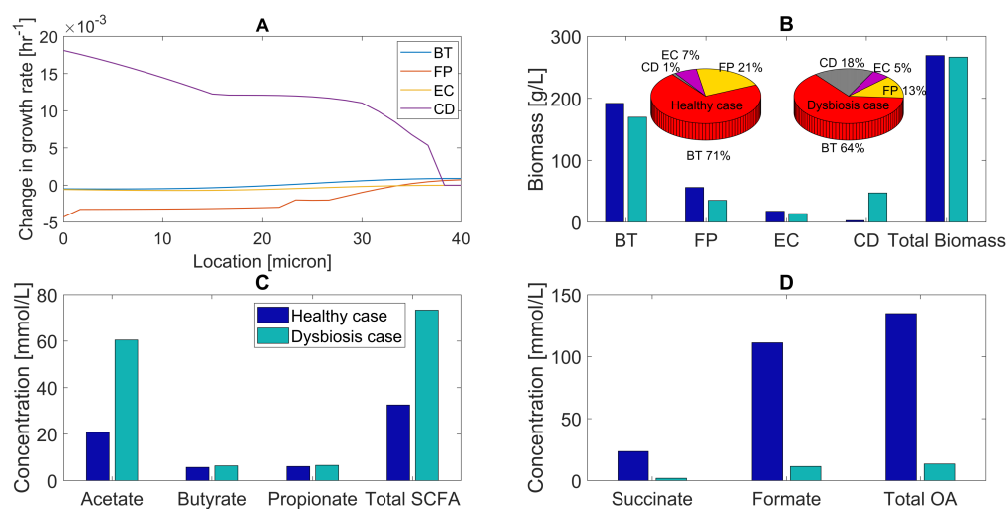 A
×10⁻³
Change in growth rate [hr⁻¹]
15
10
5
0
-5
0
10
20
30
40
Location [micron]
BT
FP
EC
CD
B
Biomass [g/L]
300
200
100
0
BT
FP
EC
CD
Total Biomass
CD 1%
EC 7%
FP 21%
Healthy case
BT 71%
CD 18%
EC 5%
FP 13%
Dysbiosis case
BT 64%
C
Concentration [mmol/L]
80
60
40
20
0
Acetate
Butyrate
Propionate
Total SCFA
Healthy case
Dysbiosis case
D
Concentration [mmol/L]
150
100
50
0
Succinate
Formate
Total OA